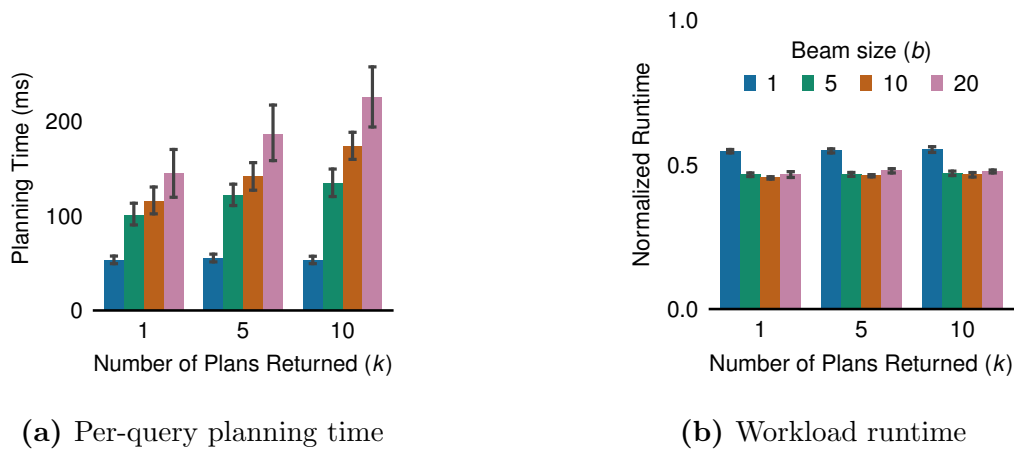 Planning Time (ms)
200
100
0
1 5 10
Number of Plans Returned (k)
(a) Per-query planning time
Normalized Runtime
1.0
0.5
0.0
Beam size (b)
1 5 10 20
1 5 10
Number of Plans Returned (k)
(b) Workload runtime